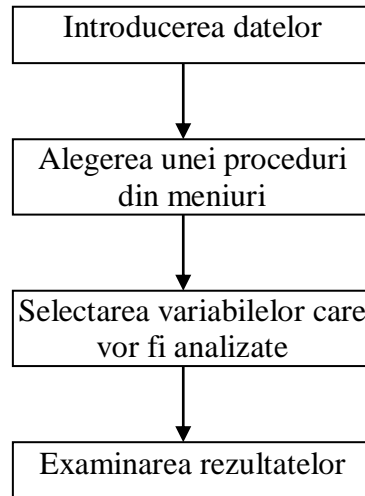 Introducerea datelor
Alegerea unei proceduri
din meniuri
Selectarea variabilelor care
vor fi analizate
Examinarea rezultatelor